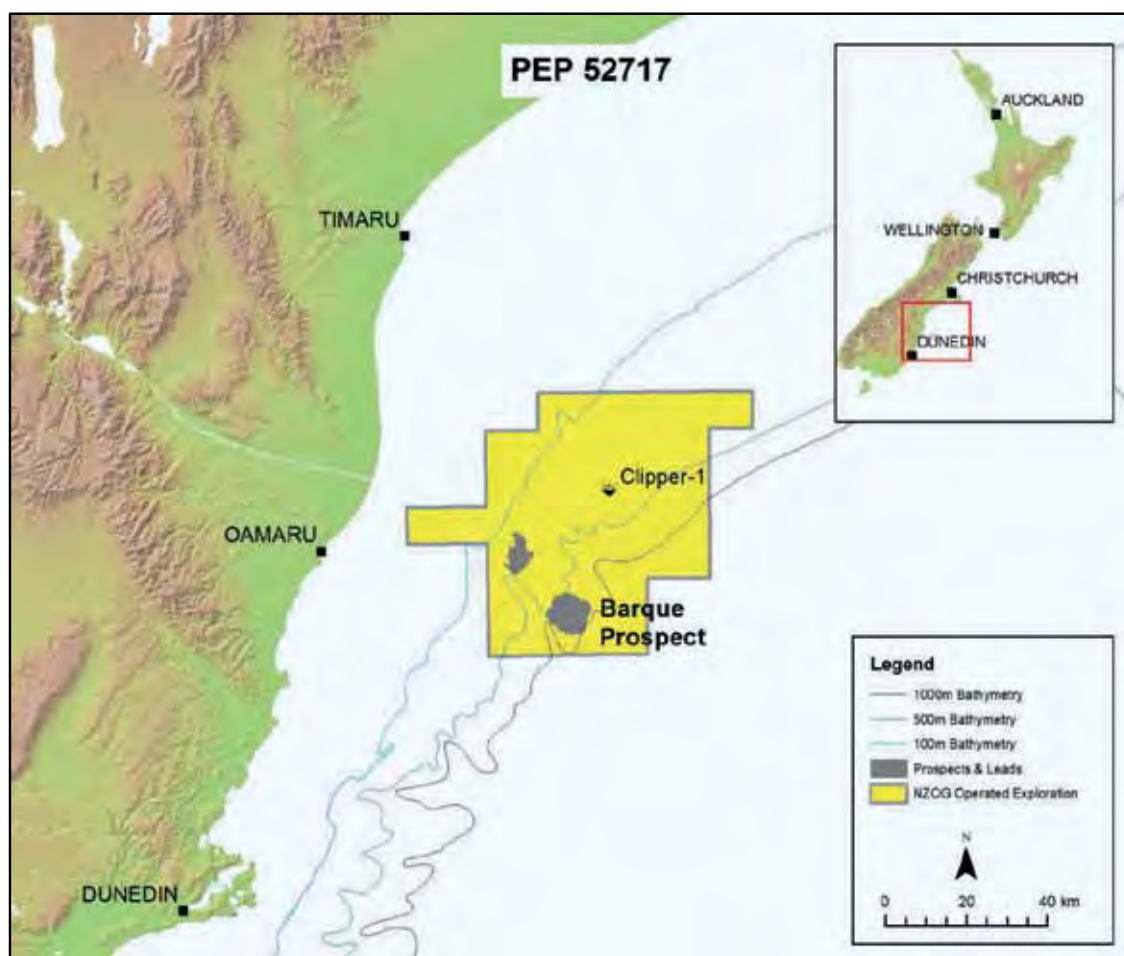 PEP 52717
AUCKLAND
WELLINGTON
CHRISTCHURCH
DUNEDIN
TIMARU
Clipper-1
OAMARU
Barque
Prospect
DUNEDIN
Legend
1000m Bathymetry
500m Bathymetry
100m Bathymetry
Prospects & Leads
NZOG Operated Exploration
N
0 20 40 km